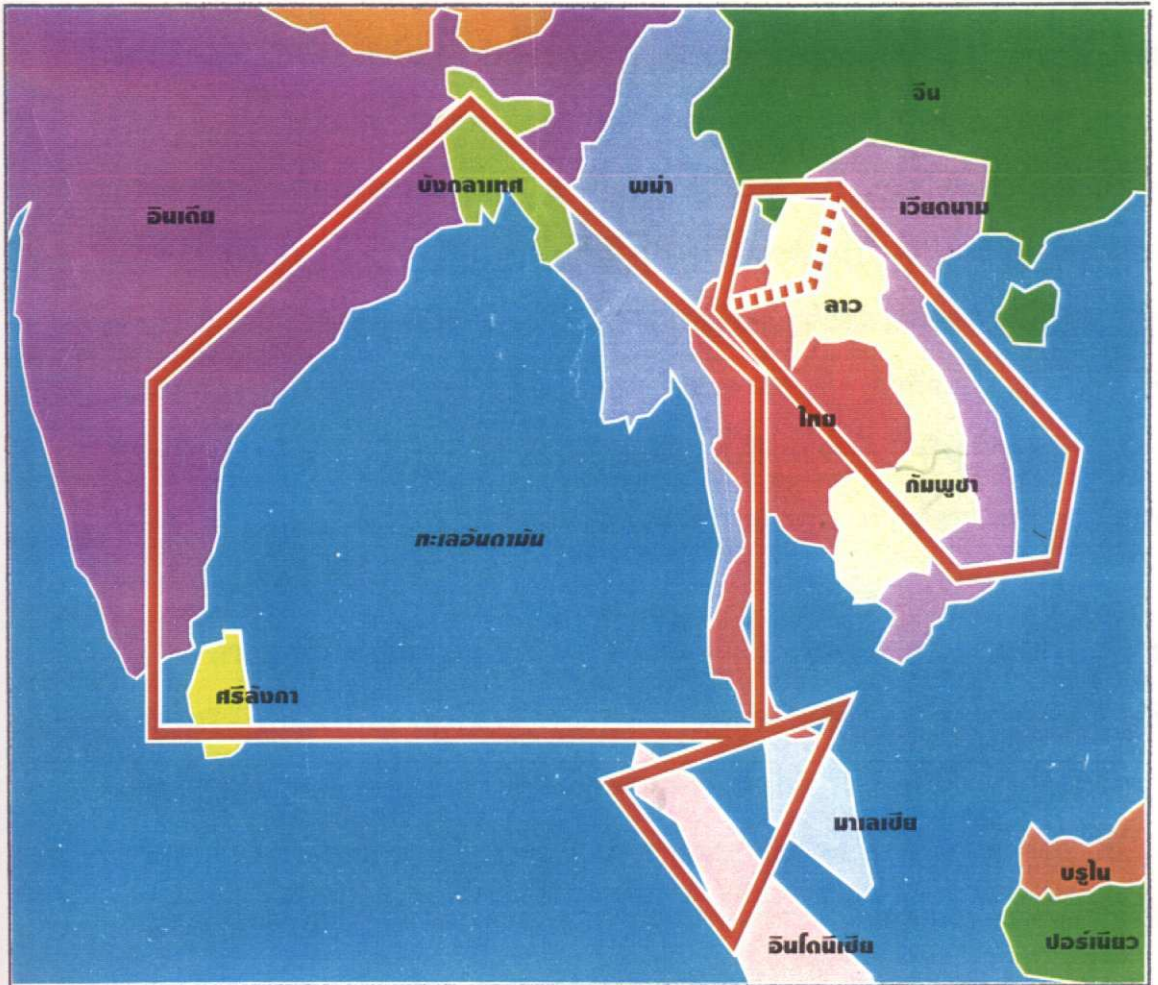 จีน
บังกลาเทศ
พม่า
อินเดีย
เวียดนาม
ลาว
ไทย
กัมพูชา
ทะเลอันดามัน
ศรีลังกา
มาเลเซีย
บรูไน
อินโดนีเซีย
ปอร์เนียว